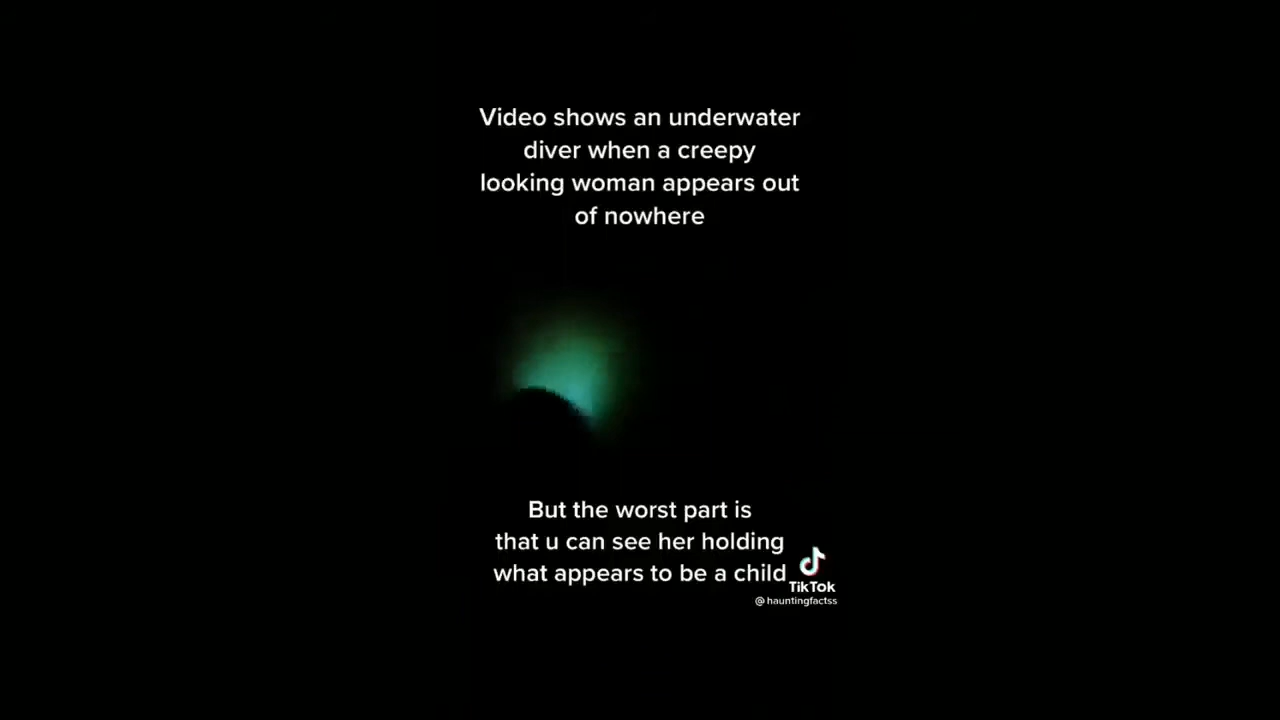 Video shows an underwater
diver when a creepy
looking woman appears out
of nowhere
But the worst part is
that u can see her holding
what appears to be a child
TikTok
@hauntingfactss